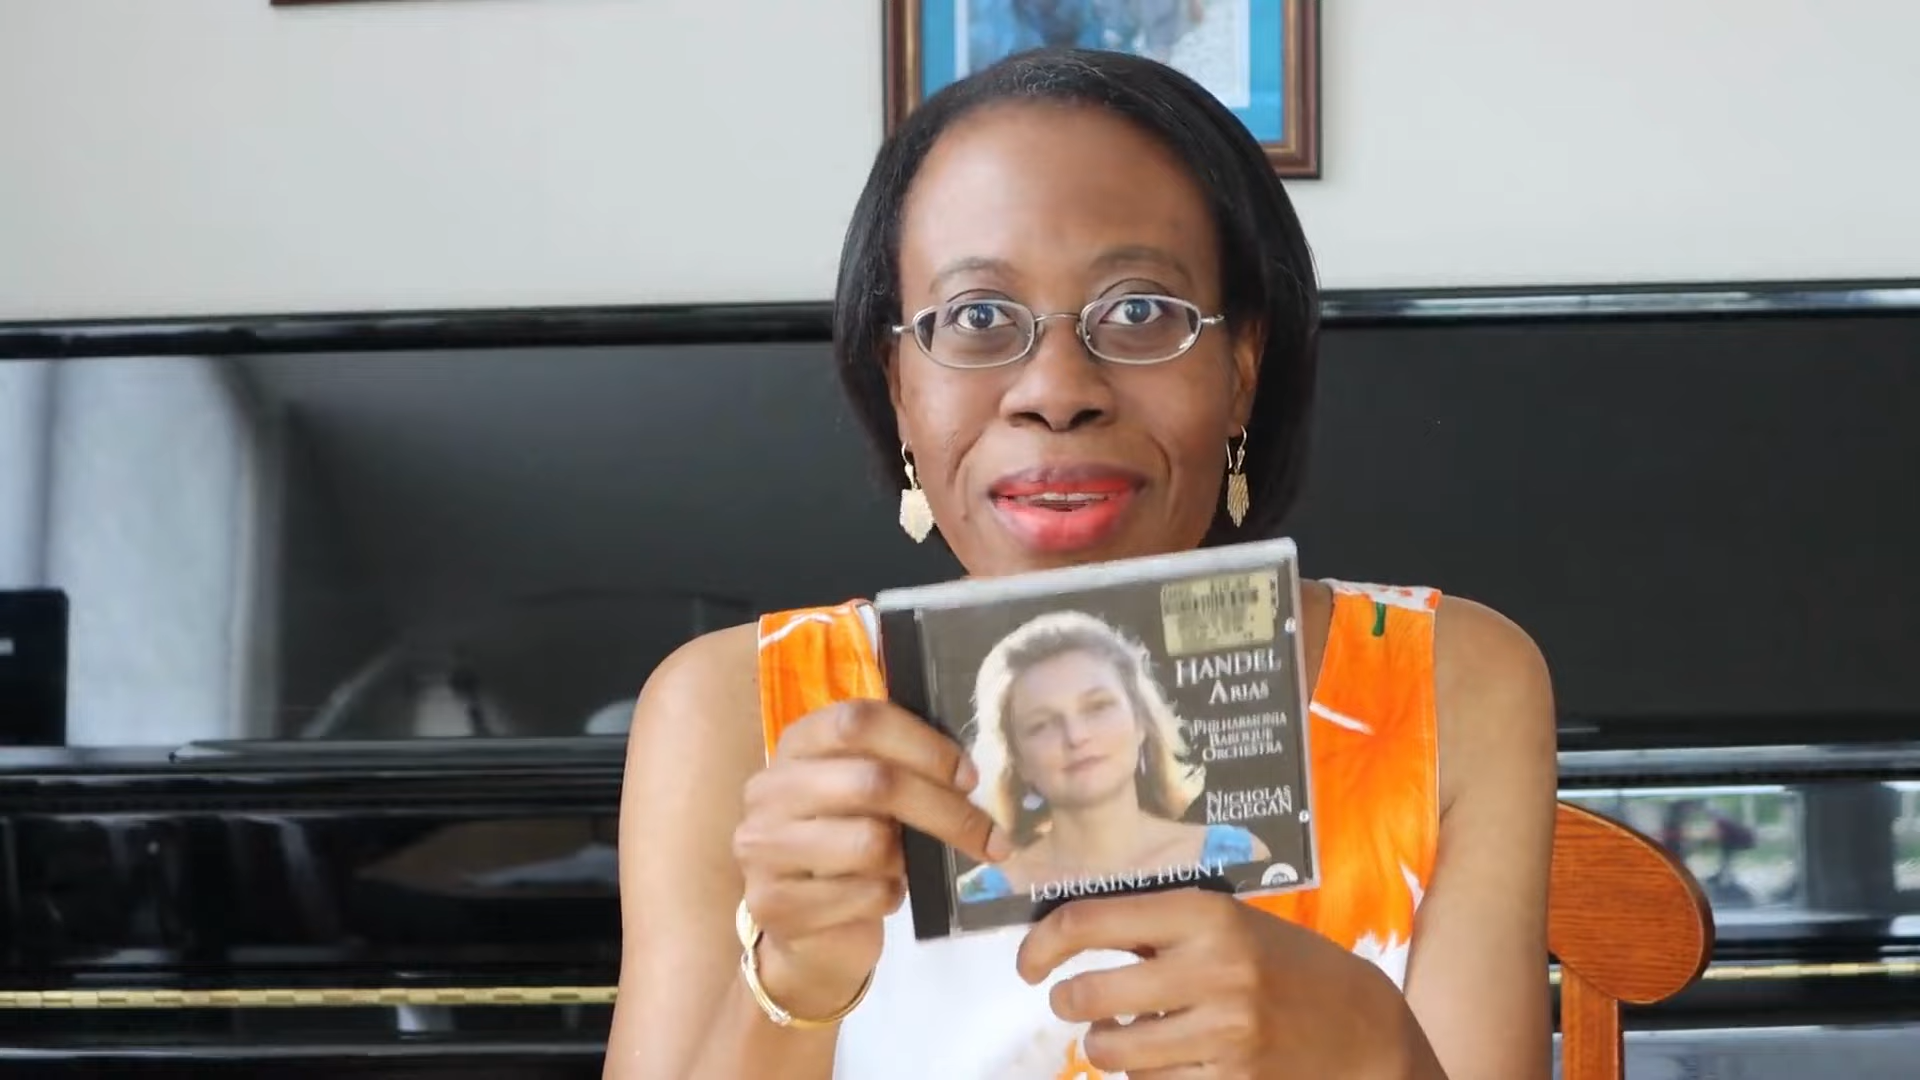 HANDEL
ARIAS
PHILHARMONIA
BAROQUE
ORCHESTRA
NICHOLAS
McGEGAN
LORRAINE HUNT